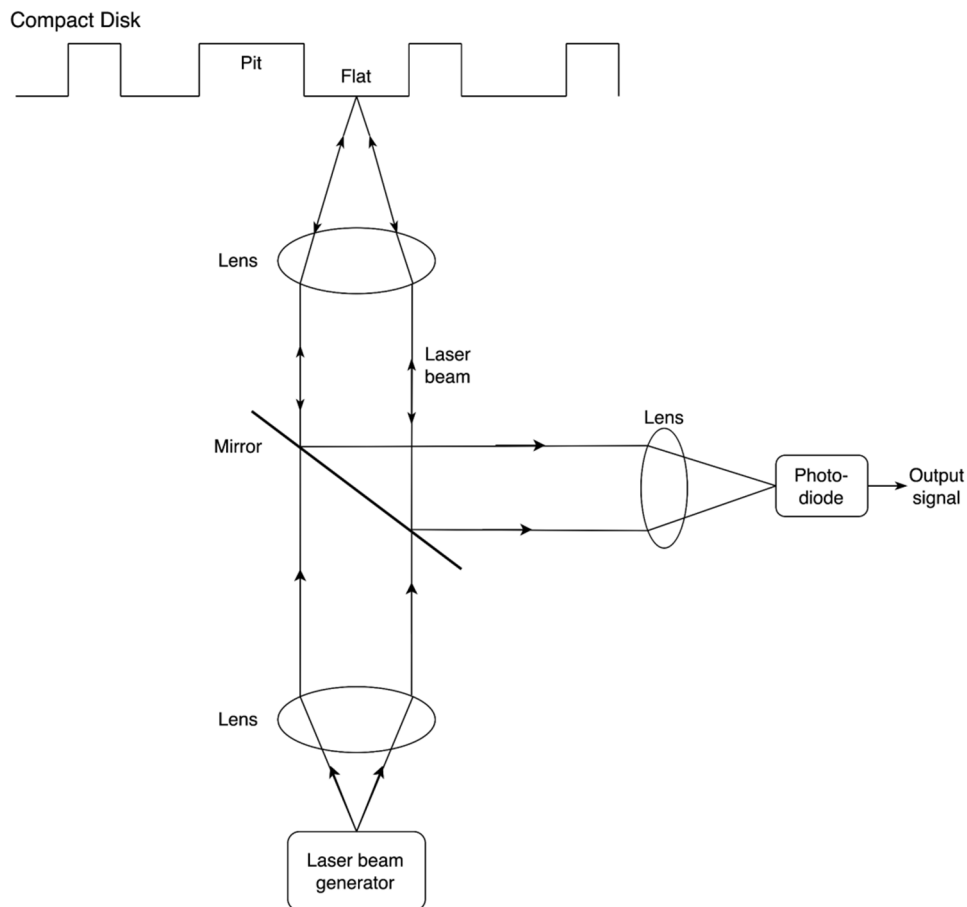 Compact Disk
Pit
Flat
Lens
Laser
beam
Mirror
Lens
Photo-
diode
Output
signal
Lens
Laser beam
generator